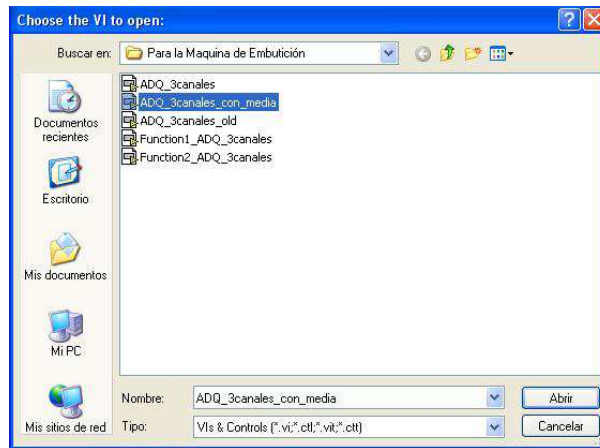 Choose the VI to open:
Buscar en: Para la Maquina de Embutición
ADQ_3canales
ADQ_3canales_con_media
ADQ_3canales_old
Function1_ADQ_3canales
Function2_ADQ_3canales
Documentos
recientes
Escritorio
Mis documentos
Mi PC
Mis sitios de red
Nombre: ADQ_3canales_con_media Abrir
Tipo: VIs & Controls (*.vi;*.ctl;*.vit;*.ctt) Cancelar